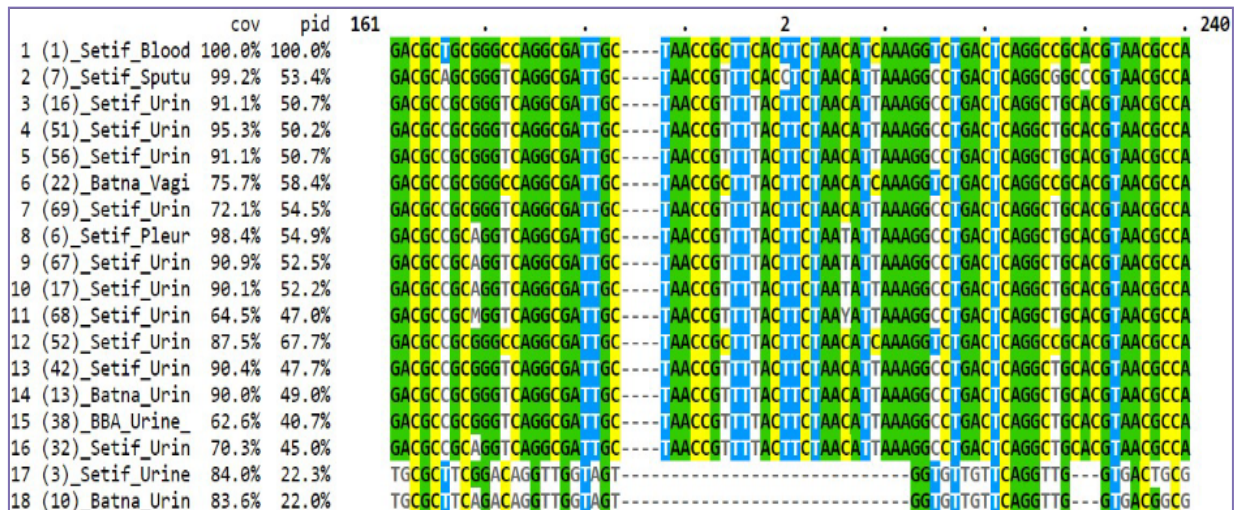 cov pid 161 . : . 2 . : . 240
1 (1)_Setif_Blood 100.0% 100.0% GACGCTGCGGGCCAGGCGATTGC----TAACCGCTTCACTTCTAACATCAAAGGTCTGACTCAGGCCGCACGTAACGCCA
2 (7)_Setif_Sputu 99.2% 53.4% GACGCAGCGGGTCAGGCGATTGC----TAACCGTTTCACCTCTAACATTAAAGGCCTGACTCAGGCGGCCCGTAACGCCA
3 (16)_Setif_Urin 91.1% 50.7% GACGCCGCGGGTCAGGCGATTGC----TAACCGTTTTACTTCTAACATTAAAGGCCTGACTCAGGCTGCACGTAACGCCA
4 (51)_Setif_Urin 95.3% 50.2% GACGCCGCGGGTCAGGCGATTGC----TAACCGTTTTACTTCTAACATTAAAGGCCTGACTCAGGCTGCACGTAACGCCA
5 (56)_Setif_Urin 91.1% 50.7% GACGCCGCGGGTCAGGCGATTGC----TAACCGTTTTACTTCTAACATTAAAGGCCTGACTCAGGCTGCACGTAACGCCA
6 (22)_Batna_Vagi 75.7% 58.4% GACGCCGCGGGCCAGGCGATTGC----TAACCGCTTTACTTCTAACATCAAAGGTCTGACTCAGGCCGCACGTAACGCCA
7 (69)_Setif_Urin 72.1% 54.5% GACGCCGCGGGTCAGGCGATTGC----TAACCGTTTTACTTCTAACATTAAAGGCCTGACTCAGGCTGCACGTAACGCCA
8 (6)_Setif_Pleur 98.4% 54.9% GACGCCGCAGGTCAGGCGATTGC----TAACCGTTTTACTTCTAATATTAAAGGCCTGACTCAGGCTGCACGTAACGCCA
9 (67)_Setif_Urin 90.9% 52.5% GACGCCGCAGGTCAGGCGATTGC----TAACCGTTTTACTTCTAATATTAAAGGCCTGACTCAGGCTGCACGTAACGCCA
10 (17)_Setif_Urin 90.1% 52.2% GACGCCGCAGGTCAGGCGATTGC----TAACCGTTTTACTTCTAATATTAAAGGCCTGACTCAGGCTGCACGTAACGCCA
11 (68)_Setif_Urin 64.5% 47.0% GACGCCGCMGGTCAGGCGATTGC----TAACCGTTTTACTTCTAAYATTAAAGGCCTGACTCAGGCTGCACGTAACGCCA
12 (52)_Setif_Urin 87.5% 67.7% GACGCCGCGGGCCAGGCGATTGC----TAACCGCTTTACTTCTAACATCAAAGGTCTGACTCAGGCCGCACGTAACGCCA
13 (42)_Setif_Urin 90.4% 47.7% GACGCCGCGGGTCAGGCGATTGC----TAACCGTTTTACTTCTAACATTAAAGGCCTGACTCAGGCTGCACGTAACGCCA
14 (13)_Batna_Urin 90.0% 49.0% GACGCCGCGGGTCAGGCGATTGC----TAACCGTTTTACTTCTAACATTAAAGGCCTGACTCAGGCTGCACGTAACGCCA
15 (38)_BBA_Urine_ 62.6% 40.7% GACGCCGCGGGTCAGGCGATTGC----TAACCGTTTTACTTCTAACATTAAAGGCCTGACTCAGGCTGCACGTAACGCCA
16 (32)_Setif_Urin 70.3% 45.0% GACGCCGCAGGTCAGGCGATTGC----TAACCGTTTTACTTCTAACATTAAAGGCCTGACTCAGGCTGCACGTAACGCCA
17 (3)_Setif_Urine 84.0% 22.3% TGCGCTTCGGACAGGTTGGTAGT-----------------------------GGTGTTGTTCAGGTTG---GTGACTGCG
18 (10)_Batna_Urin 83.6% 22.0% TGCGCTTCAGACAGGTTGGTAGT-----------------------------GGTGTTGTTCAGGTTG---GTGACGGCG